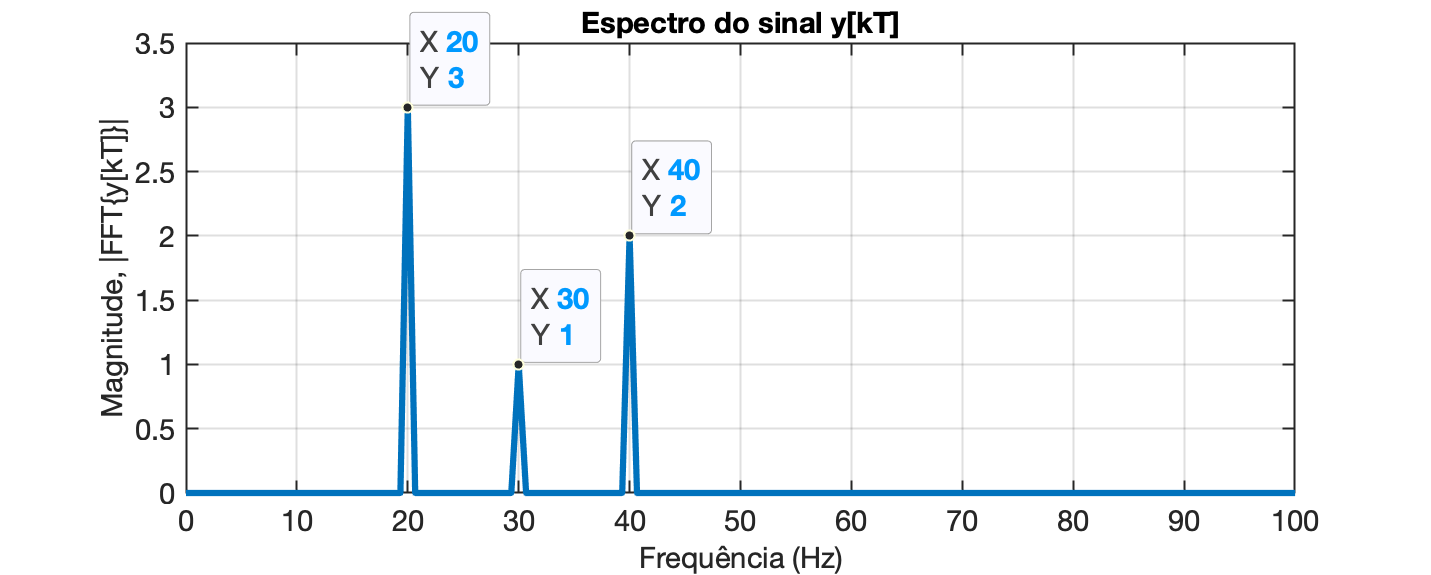 Espectro do sinal y[kT]
X 20
Y 3
X 40
Y 2
X 30
Y 1
Magnitude, |FFT{y[kT]}|
3.5
3
2.5
2
1.5
1
0.5
0
0 10 20 30 40 50 60 70 80 90 100
Frequência (Hz)